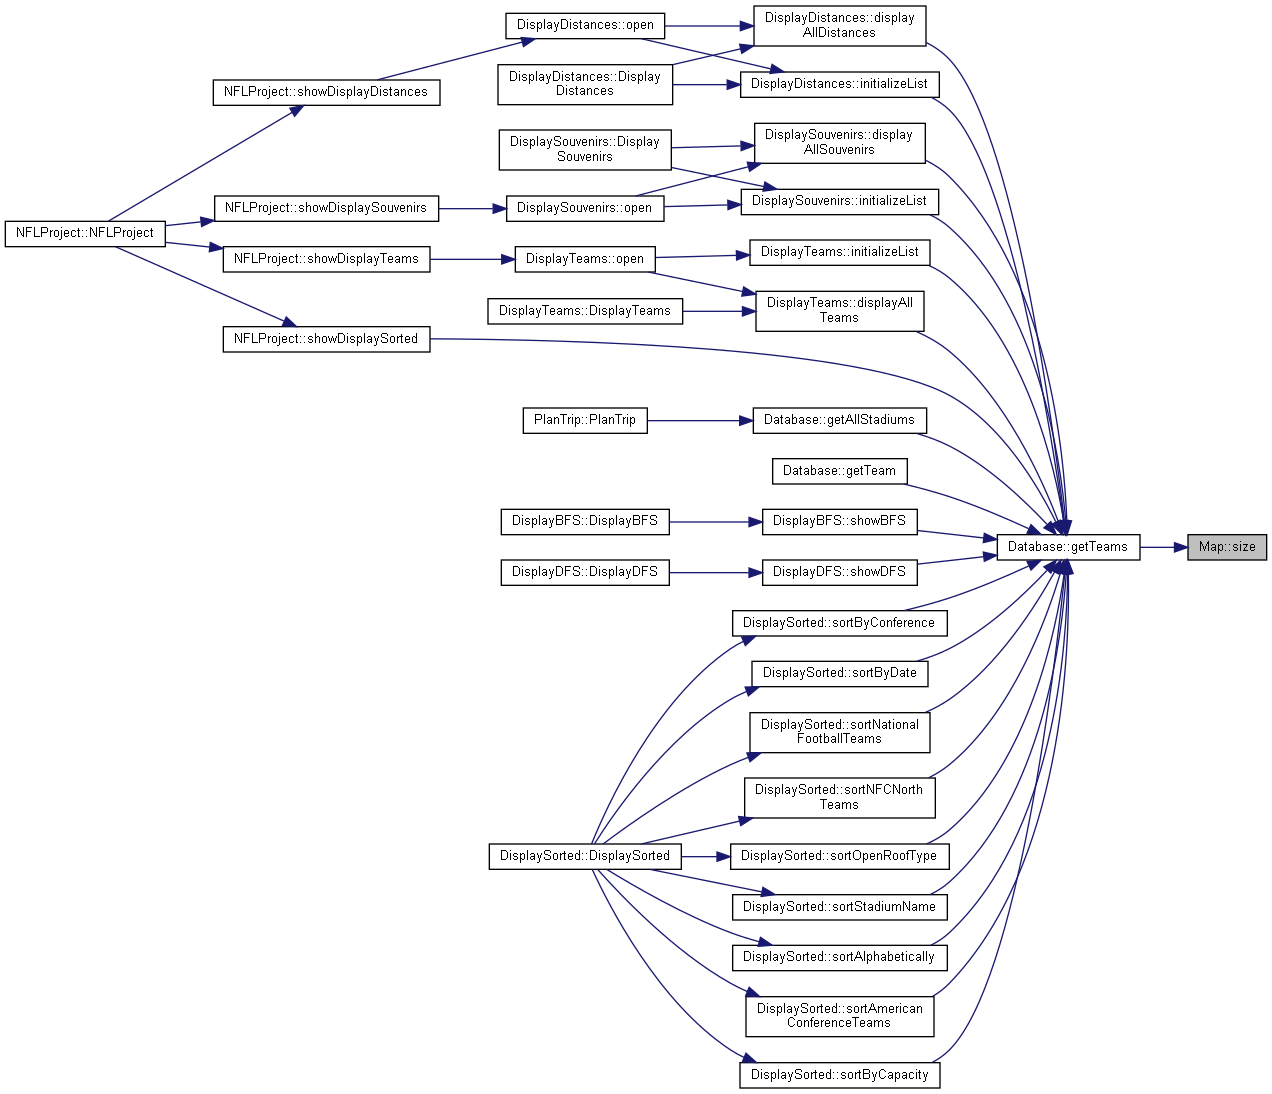 DisplayDistances::open
DisplayDistances::display
AllDistances
DisplayDistances::Display
Distances
DisplayDistances::initializeList
NFLProject::showDisplayDistances
DisplaySouvenirs::Display
Souvenirs
DisplaySouvenirs::display
AllSouvenirs
NFLProject::showDisplaySouvenirs
DisplaySouvenirs::open
DisplaySouvenirs::initializeList
NFLProject::NFLProject
NFLProject::showDisplayTeams
DisplayTeams::open
DisplayTeams::initializeList
DisplayTeams::DisplayTeams
DisplayTeams::displayAll
Teams
NFLProject::showDisplaySorted
PlanTrip::PlanTrip
Database::getAllStadiums
Database::getTeam
DisplayBFS::DisplayBFS
DisplayBFS::showBFS
Database::getTeams
Map::size
DisplayDFS::DisplayDFS
DisplayDFS::showDFS
DisplaySorted::sortByConference
DisplaySorted::sortByDate
DisplaySorted::sortNational
FootballTeams
DisplaySorted::sortNFCNorth
Teams
DisplaySorted::DisplaySorted
DisplaySorted::sortOpenRoofType
DisplaySorted::sortStadiumName
DisplaySorted::sortAlphabetically
DisplaySorted::sortAmerican
ConferenceTeams
DisplaySorted::sortByCapacity